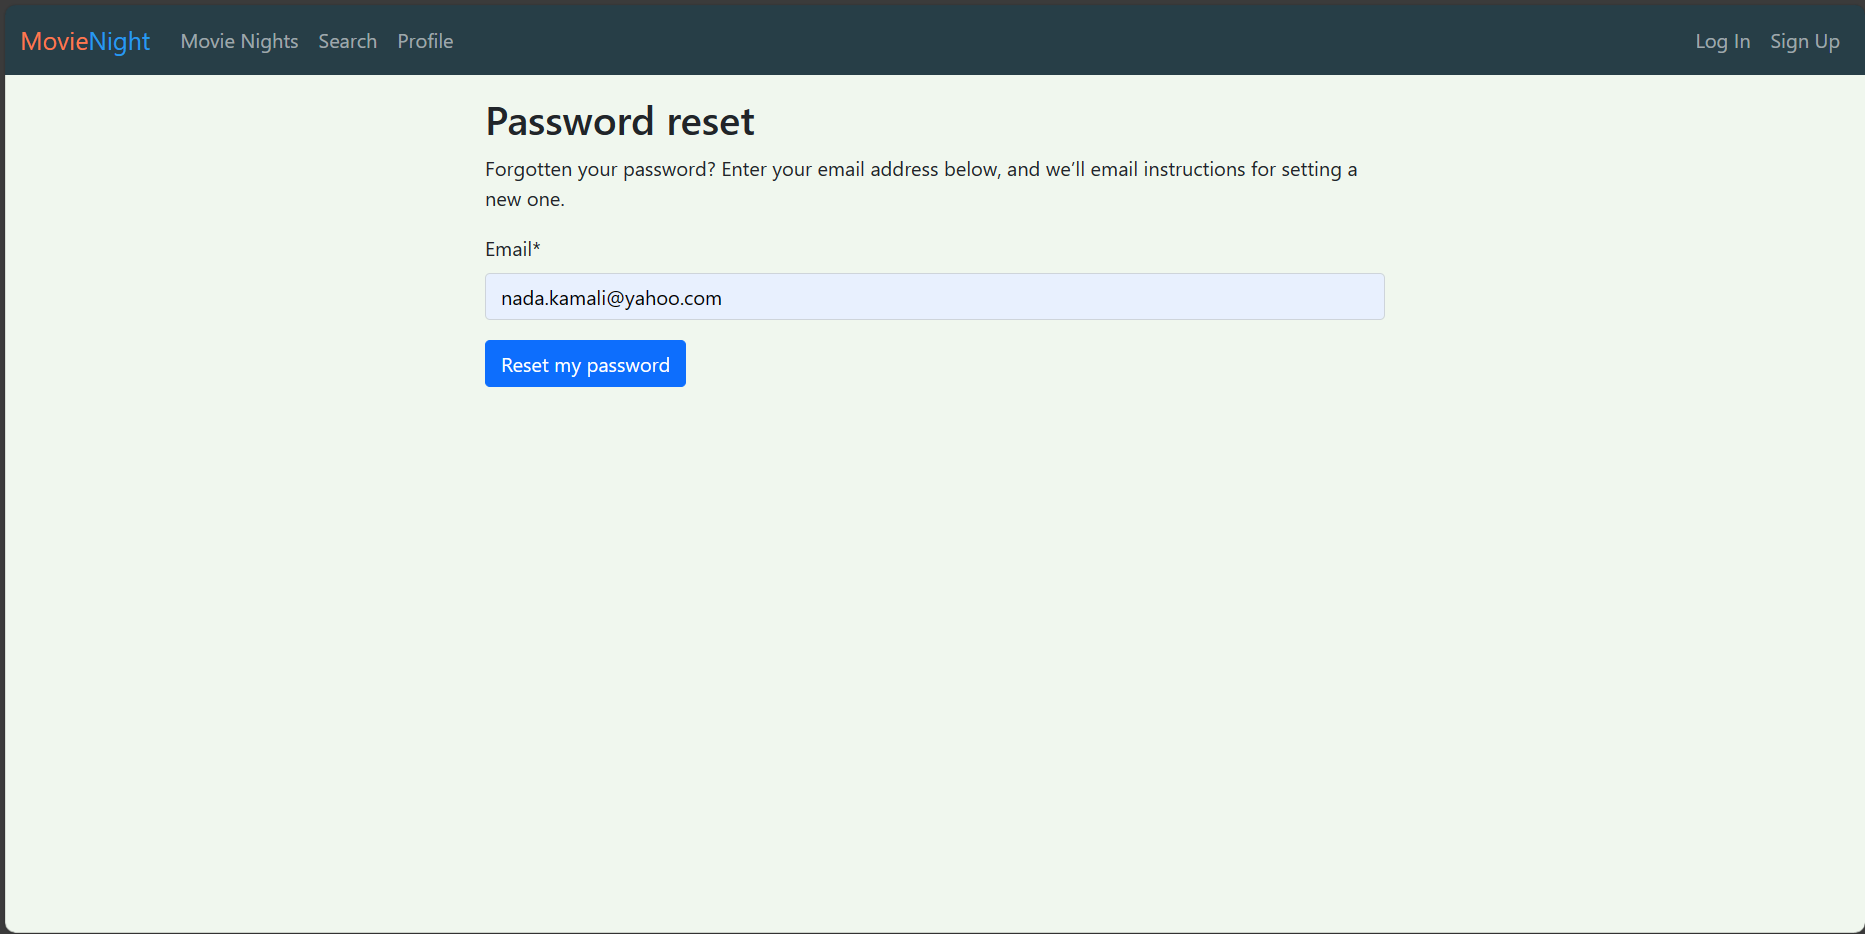 MovieNight Movie Nights Search Profile Log In Sign Up
Password reset
Forgotten your password? Enter your email address below, and we’ll email instructions for setting a
new one.
Email*
nada.kamali@yahoo.com
Reset my password